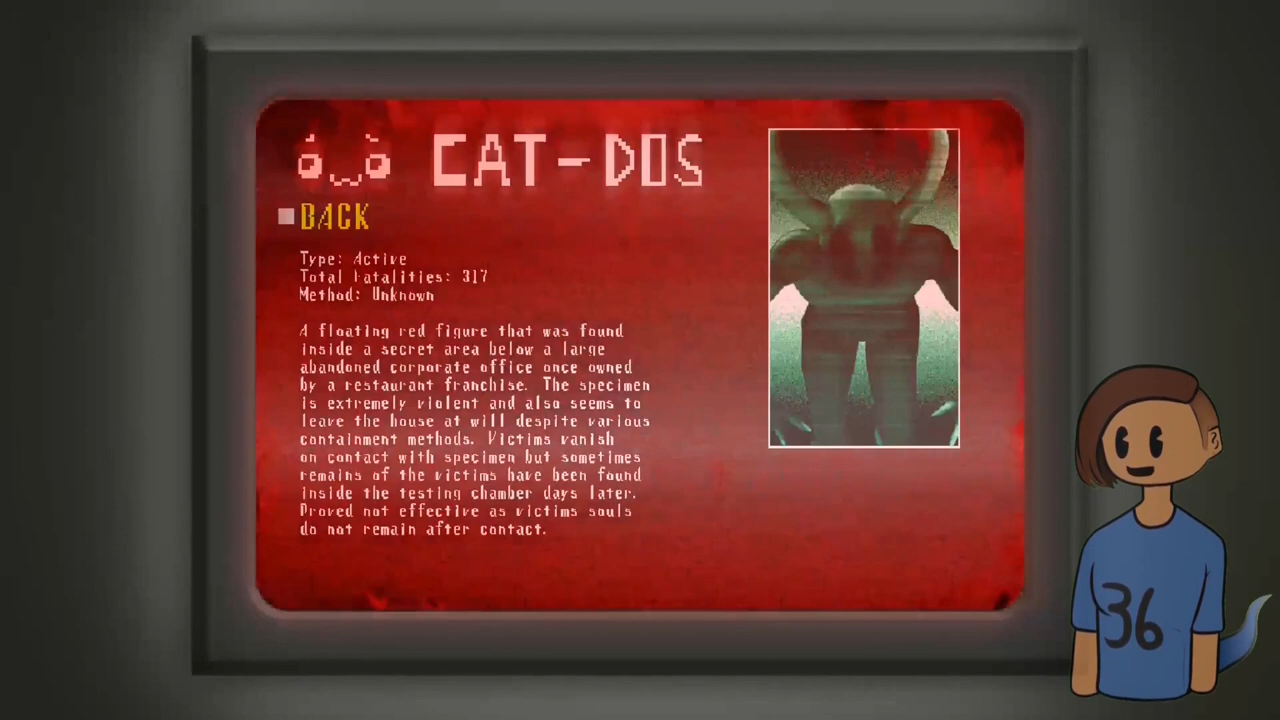 CAT-DOS
BACK
Type: Active
Total Fatalities: 317
Method: Unknown
A floating red figure that was found
inside a secret area below a large
abandoned corporate office once owned
by a restaurant franchise. The specimen
is extremely violent and also seems to
leave the house at will despite various
containment methods. Victims vanish
on contact with specimen but sometimes
remains of the victims have been found
inside the testing chamber days later.
Proved not effective as victims souls
do not remain after contact.
36